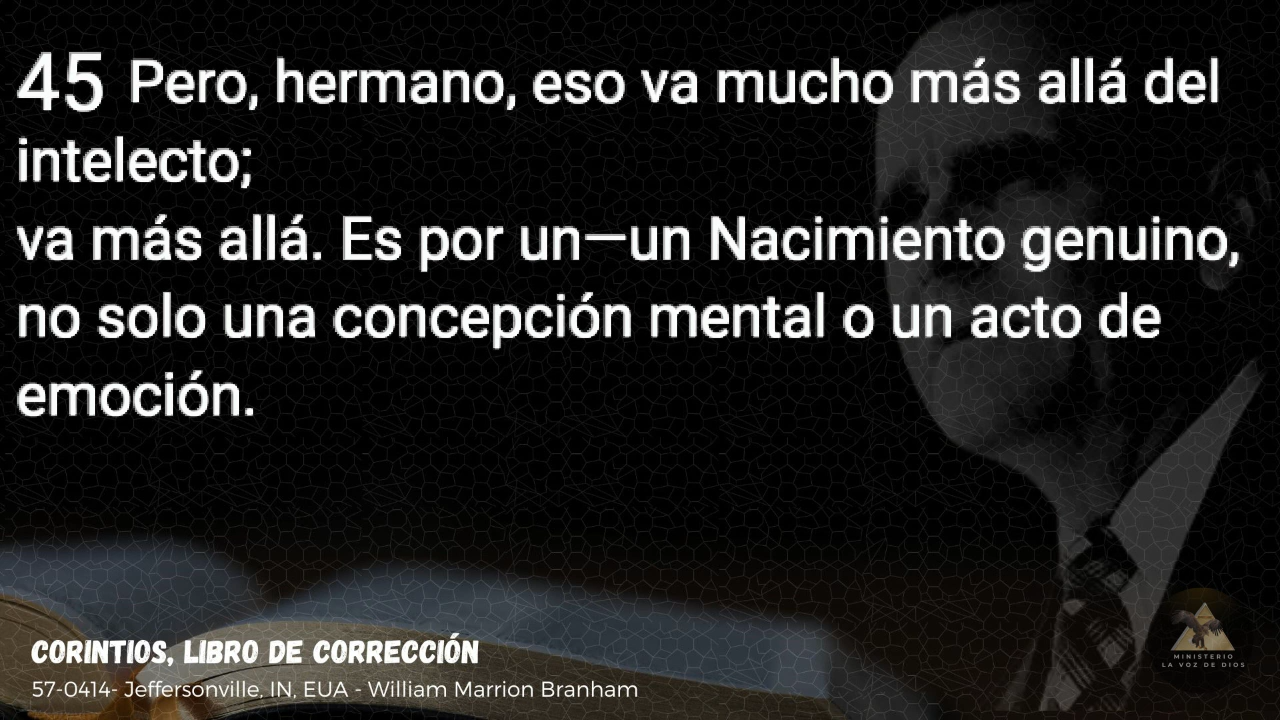 45 Pero, hermano, eso va mucho más allá del
intelecto;
va más allá. Es por un—un Nacimiento genuino,
no solo una concepción mental o un acto de
emoción.
CORINTIOS, LIBRO DE CORRECCIÓN
57-0414- Jeffersonville, IN, EUA - William Marrion Branham
MINISTERIO
LA VOZ DE DIOS